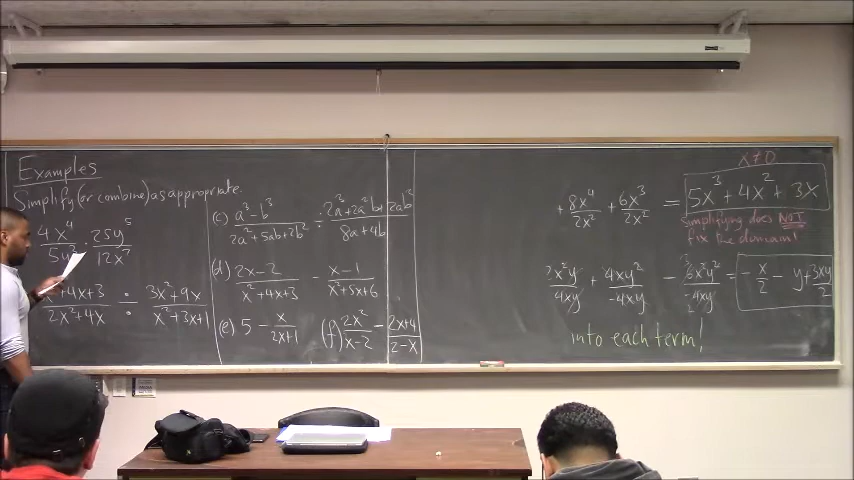 Examples
Simplify (or combine) as appropriate.
4x⁴/5y² · 25y⁵/12x⁷
x²+4x+3/2x²+4x ÷ 3x²+9x/x²+3x+1
(c) a³-b³/2a²+5ab+2b² ÷ 2a³+2a²b+2ab²/8a+4b
(d) 2x-2/x²+4x+3 - x-1/x²+5x+6
(e) 5 - x/2x+1
(f) 2x²/x-2 - 2x+4/2-x
x≠0
+ 8x⁴/2x² + 6x³/2x² = 5x³+4x²+3x
Simplifying does NOT
fix the domain!
x²y/-4xy + 4xy²/-4xy - 6x²y²/-4xy = -x/2 - y + 3xy/2
into each term!